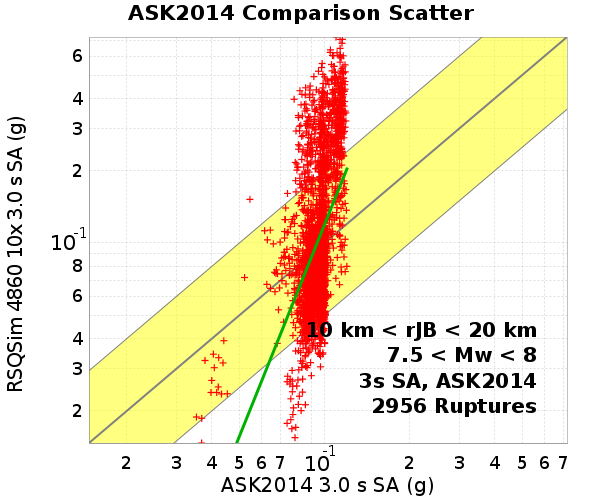 ASK2014 Comparison Scatter
RSQSim 4860 10x 3.0 s SA (g)
6
4
3
2
10-1
8
6
4
3
2
10 km < rJB < 20 km
7.5 < Mw < 8
3s SA, ASK2014
2956 Ruptures
2 3 4 5 6 7 10-1 2 3 4 5 6 7
ASK2014 3.0 s SA (g)